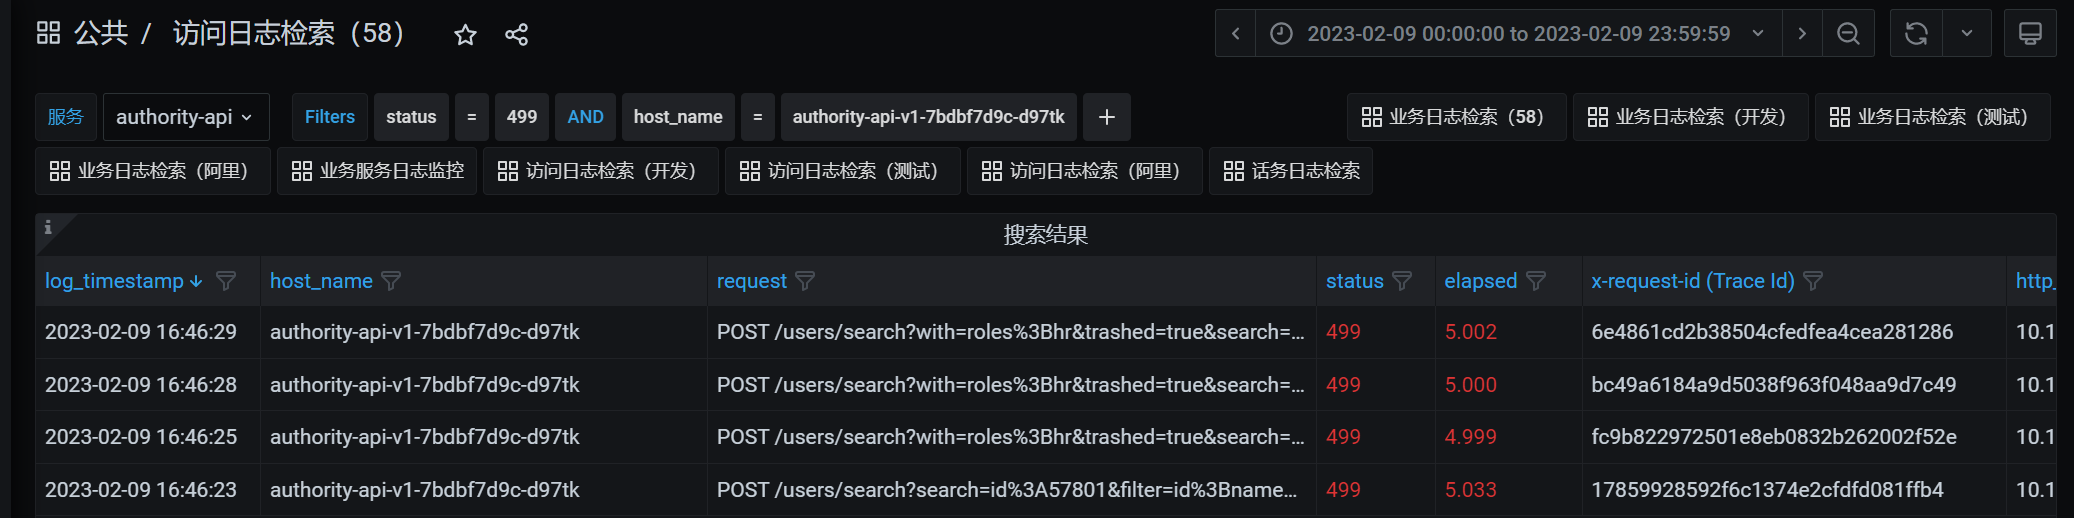 公共 / 访问日志检索（58） 2023-02-09 00:00:00 to 2023-02-09 23:59:59
服务 authority-api Filters status = 499 AND host_name = authority-api-v1-7bdbf7d9c-d97tk + 业务日志检索（58） 业务日志检索（开发） 业务日志检索（测试）
业务日志检索（阿里） 业务服务日志监控 访问日志检索（开发） 访问日志检索（测试） 访问日志检索（阿里） 话务日志检索
i
搜索结果
log_timestamp host_name request status elapsed x-request-id (Trace Id) http_
2023-02-09 16:46:29 authority-api-v1-7bdbf7d9c-d97tk POST /users/search?with=roles%3Bhr&trashed=true&search=... 499 5.002 6e4861cd2b38504cfedfea4cea281286 10.1
2023-02-09 16:46:28 authority-api-v1-7bdbf7d9c-d97tk POST /users/search?with=roles%3Bhr&trashed=true&search=... 499 5.000 bc49a6184a9d5038f963f048aa9d7c49 10.1
2023-02-09 16:46:25 authority-api-v1-7bdbf7d9c-d97tk POST /users/search?with=roles%3Bhr&trashed=true&search=... 499 4.999 fc9b822972501e8eb0832b262002f52e 10.1
2023-02-09 16:46:23 authority-api-v1-7bdbf7d9c-d97tk POST /users/search?search=id%3A57801&filter=id%3Bname... 499 5.033 17859928592f6c1374e2cfdfd081ffb4 10.1